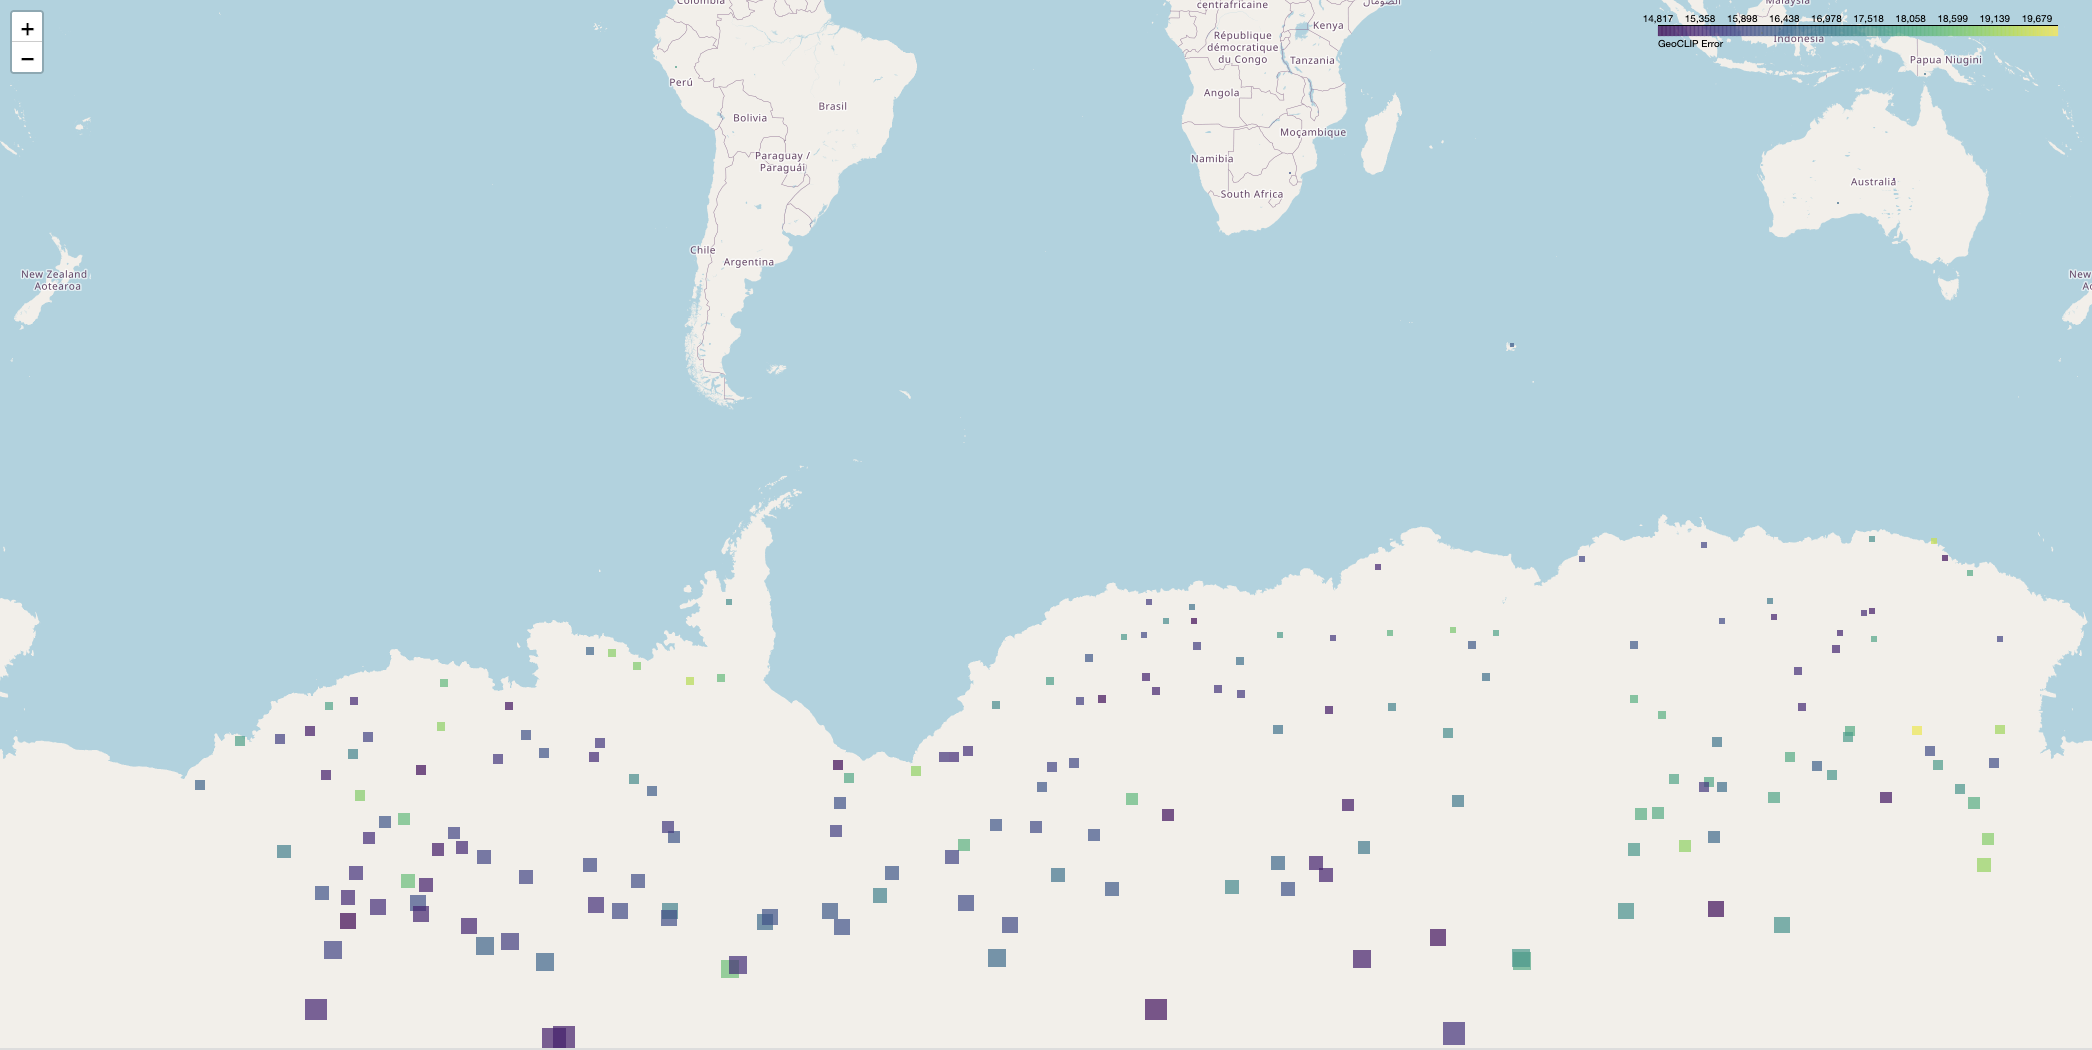 +
−
Colombia
Perú
Brasil
Bolivia
Paraguay /
Paraguái
Chile
Argentina
New Zealand
Aotearoa
centrafricaine
الصومال
Kenya
République
démocratique
du Congo
Tanzania
Angola
Moçambique
Namibia
South Africa
Malaysia
14,817 15,358 15,898 16,438 16,978 17,518 18,058 18,599 19,139 19,679
GeoCLIP Error
Indonesia
Papua Niugini
Australia
New
Ao